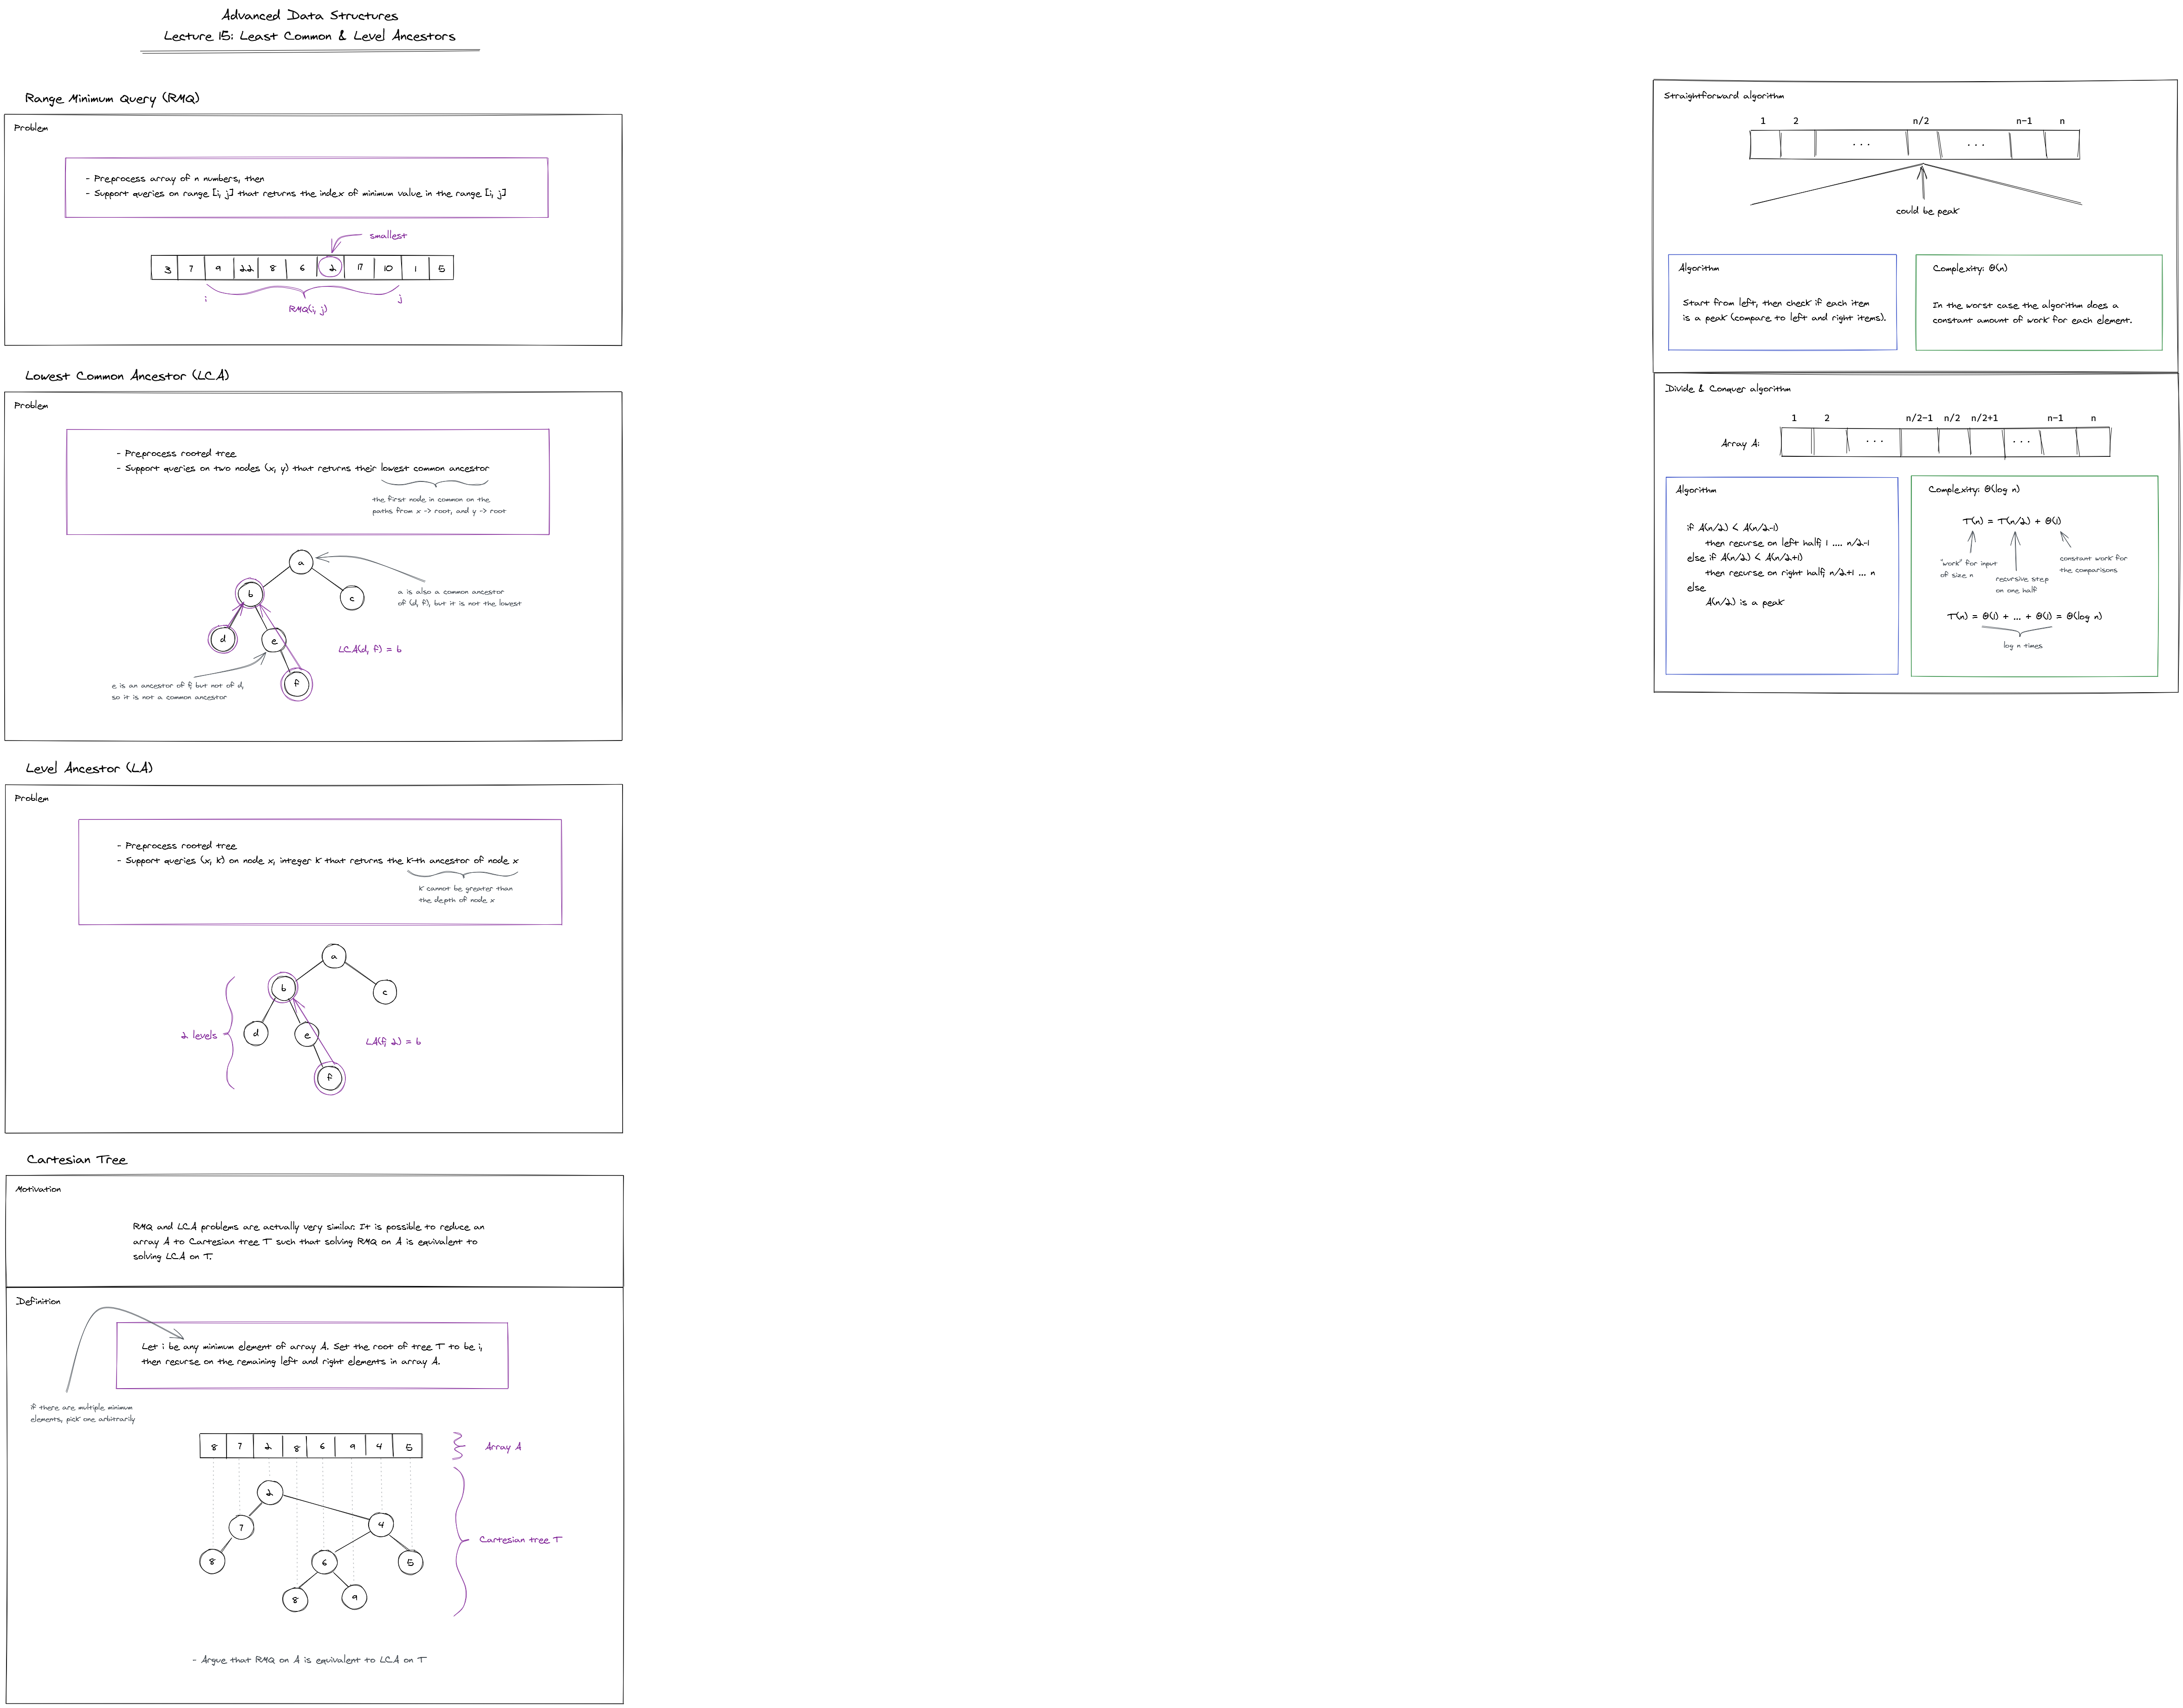 Advanced Data Structures
Lecture 15: Least Common & Level Ancestors
Range Minimum Query (RMQ)
Problem
- Preprocess array of n numbers, then
- Support queries on range [i, j] that returns the index of minimum value in the range [i, j]
smallest
3 7 9 22 8 6 2 17 10 1 5
i j
RMQ(i, j)
Lowest Common Ancestor (LCA)
Problem
- Preprocess rooted tree
- Support queries on two nodes (x, y) that returns their lowest common ancestor
the first node in common on the
paths from x -> root, and y -> root
a
b
c
a is also a common ancestor
of (d, f), but it is not the lowest
d
e
LCA(d, f) = b
f
e is an ancestor of f, but not of d,
so it is not a common ancestor
Level Ancestor (LA)
Problem
- Preprocess rooted tree
- Support queries (x, k) on node x, integer k that returns the k-th ancestor of node x
k cannot be greater than
the depth of node x
a
b
c
2 levels
d
e
LA(f, 2) = b
f
Cartesian Tree
Motivation
RMQ and LCA problems are actually very similar. It is possible to reduce an
array A to Cartesian tree T such that solving RMQ on A is equivalent to
solving LCA on T.
Definition
Let i be any minimum element of array A. Set the root of tree T to be i,
then recurse on the remaining left and right elements in array A.
if there are multiple minimum
elements, pick one arbitrarily
8 7 2 8 6 9 4 5
Array A
2
7
4
Cartesian tree T
8
6
5
8
9
- Argue that RMQ on A is equivalent to LCA on T
Straightforward algorithm
1 2 n/2 n-1 n
... ...
could be peak
Algorithm
Start from left, then check if each item
is a peak (compare to left and right items).
Complexity: Θ(n)
In the worst case the algorithm does a
constant amount of work for each element.
Divide & Conquer algorithm
1 2 n/2-1 n/2 n/2+1 n-1 n
Array A:
... ...
Algorithm
if A(n/2) < A(n/2-1)
then recurse on left half, 1 .... n/2-1
else if A(n/2) < A(n/2+1)
then recurse on right half, n/2+1 ... n
else
A(n/2) is a peak
Complexity: Θ(log n)
T(n) = T(n/2) + Θ(1)
"work" for input
of size n
recursive step
on one half
constant work for
the comparisons
T(n) = Θ(1) + ... + Θ(1) = Θ(log n)
log n times